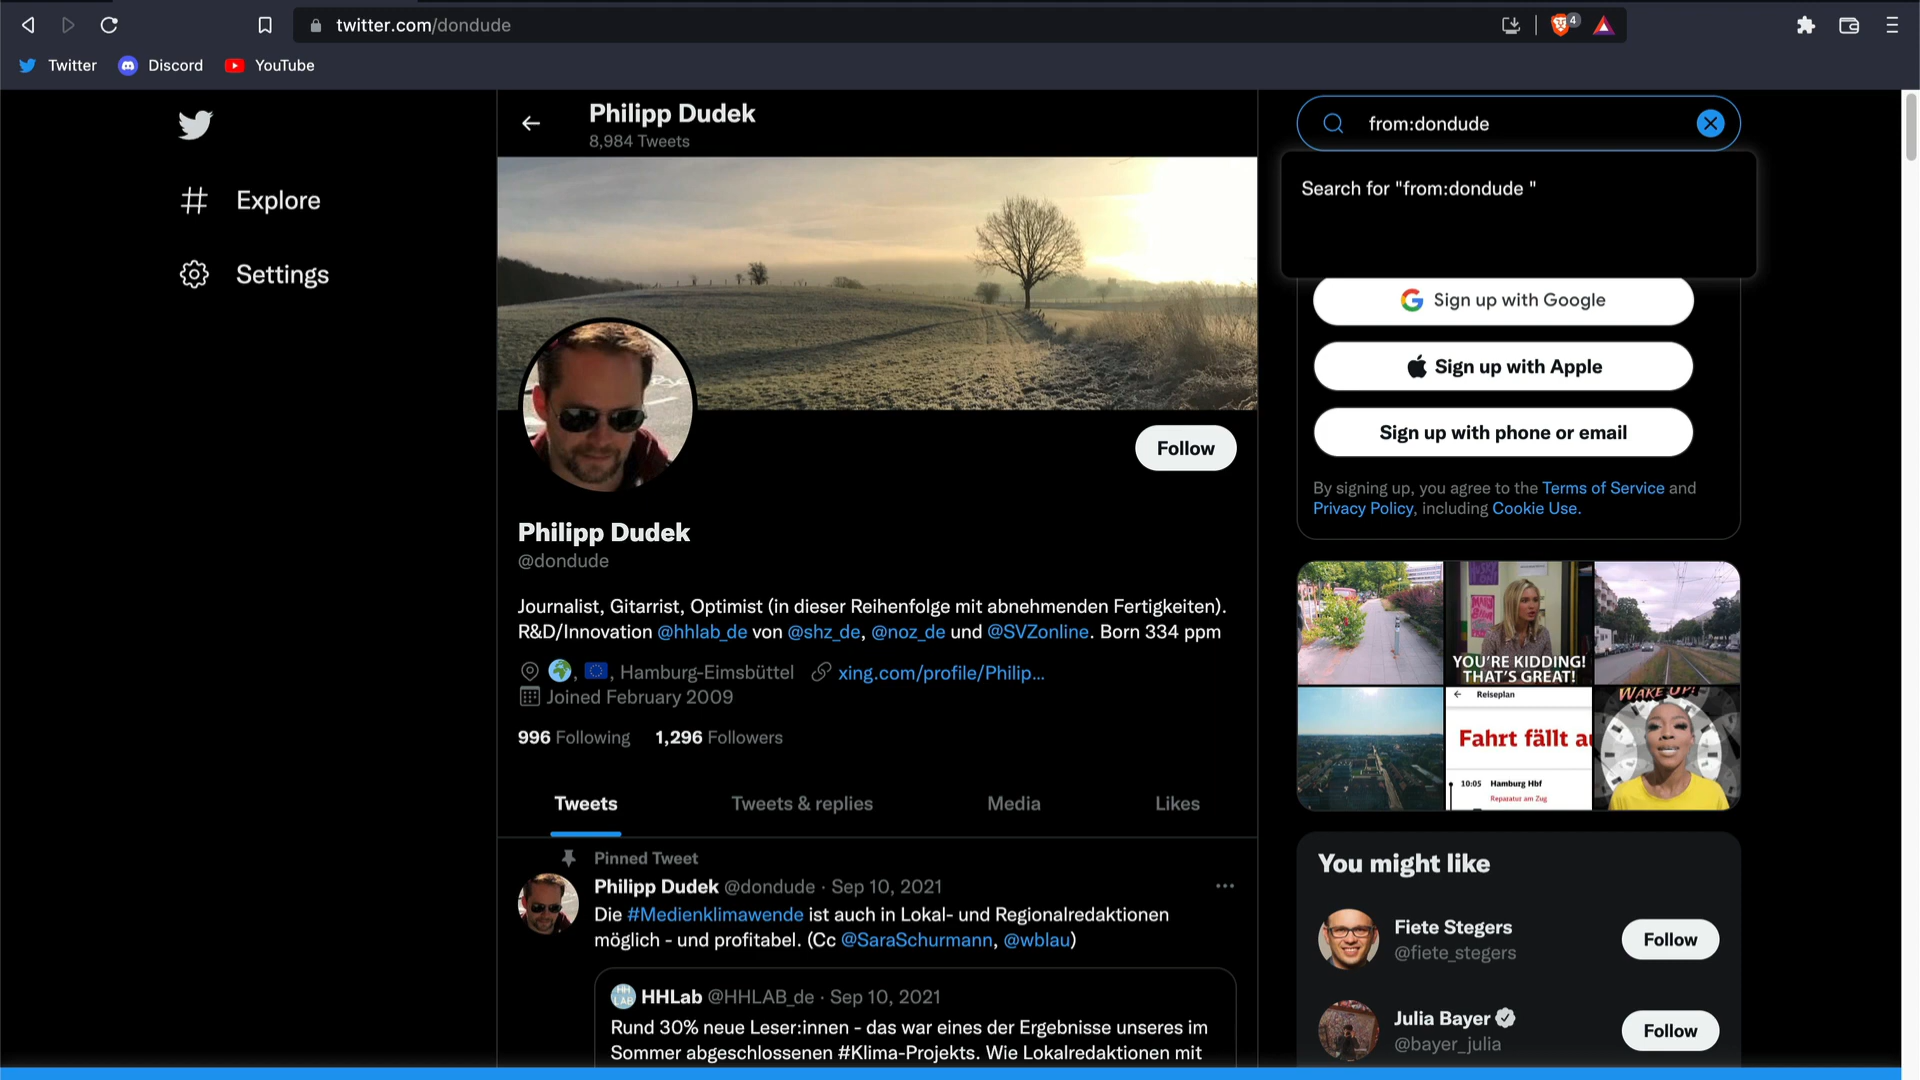 twitter.com/dondude
4
Twitter
Discord
YouTube
Philipp Dudek
8,984 Tweets
from:dondude
Search for "from:dondude "
Explore
Settings
Sign up with Google
Sign up with Apple
Sign up with phone or email
By signing up, you agree to the Terms of Service and
Privacy Policy, including Cookie Use.
Follow
Philipp Dudek
@dondude
Journalist, Gitarrist, Optimist (in dieser Reihenfolge mit abnehmenden Fertigkeiten).
R&D/Innovation @hhlab_de von @shz_de, @noz_de und @SVZonline. Born 334 ppm
, , Hamburg-Eimsbüttel xing.com/profile/Philip...
Joined February 2009
996 Following 1,296 Followers
Tweets
Tweets & replies
Media
Likes
Pinned Tweet
Philipp Dudek @dondude · Sep 10, 2021
Die #Medienklimawende ist auch in Lokal- und Regionalredaktionen
möglich - und profitabel. (Cc @SaraSchurmann, @wblau)
HH
LAB
HHLab @HHLAB_de · Sep 10, 2021
Rund 30% neue Leser:innen - das war eines der Ergebnisse unseres im
Sommer abgeschlossenen #Klima-Projekts. Wie Lokalredaktionen mit
YOU'RE KIDDING!
THAT'S GREAT!
Reiseplan
Fahrt fällt au
10:05 Hamburg Hbf
Reparatur am Zug
WAKE UP!
You might like
Fiete Stegers
@fiete_stegers
Follow
Julia Bayer
@bayer_julia
Follow